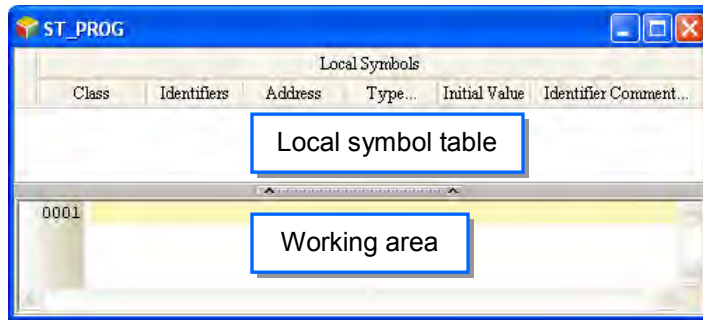 ST_PROG
Local Symbols
Class Identifiers Address Type... Initial Value Identifier Comment...
Local symbol table
0001
Working area